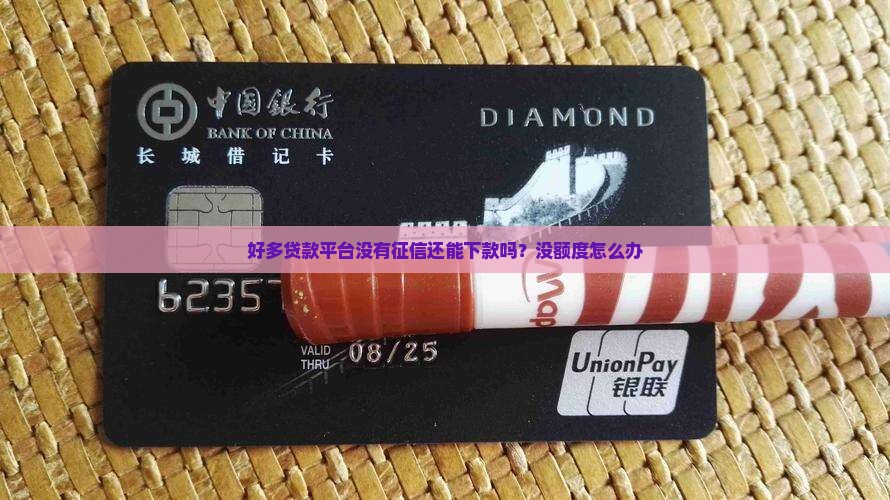 中国银行
BANK OF CHINA
长城借记卡
DIAMOND
好多贷款平台没有征信还能下款吗？没额度怎么办
62357
Wap
VALID
THRU
08/25
UnionPay
银联